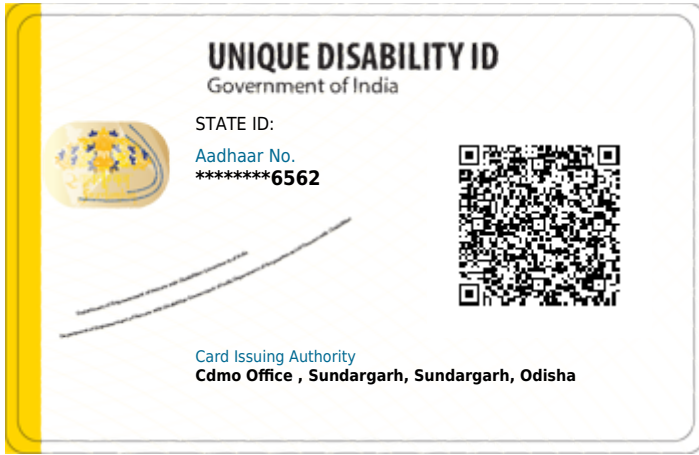 UNIQUE DISABILITY ID
Government of India
STATE ID:
Aadhaar No.
********6562
Card Issuing Authority
Cdmo Office , Sundargarh, Sundargarh, Odisha